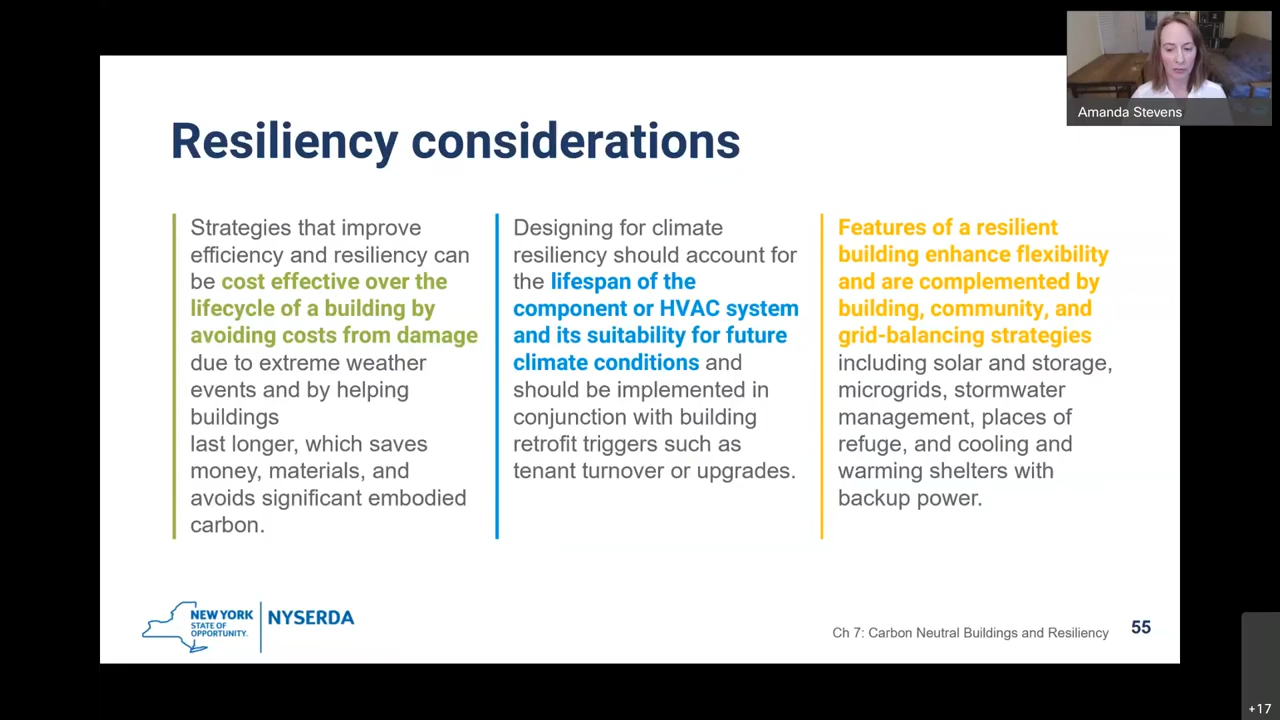 Amanda Stevens
Resiliency considerations
Strategies that improve
efficiency and resiliency can
be cost effective over the
lifecycle of a building by
avoiding costs from damage
due to extreme weather
events and by helping
buildings
last longer, which saves
money, materials, and
avoids significant embodied
carbon.
Designing for climate
resiliency should account for
the lifespan of the
component or HVAC system
and its suitability for future
climate conditions and
should be implemented in
conjunction with building
retrofit triggers such as
tenant turnover or upgrades.
Features of a resilient
building enhance flexibility
and are complemented by
building, community, and
grid-balancing strategies
including solar and storage,
microgrids, stormwater
management, places of
refuge, and cooling and
warming shelters with
backup power.
NEW YORK
STATE OF
OPPORTUNITY.
NYSERDA
Ch 7: Carbon Neutral Buildings and Resiliency
55
+17